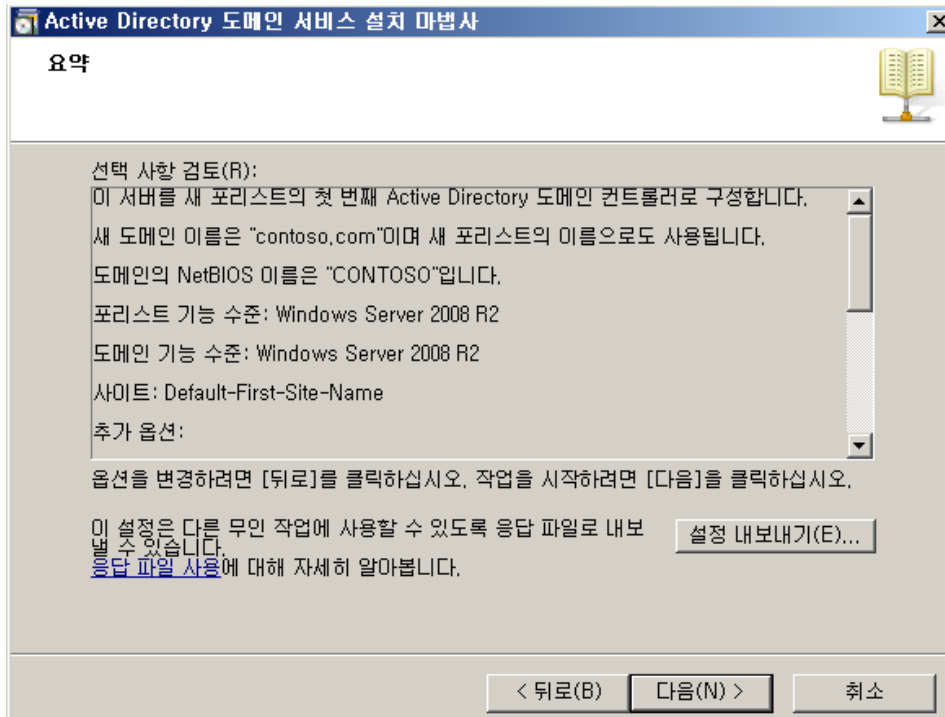 Active Directory 도메인 서비스 설치 마법사
요약
선택 사항 검토(R):
이 서버를 새 포리스트의 첫 번째 Active Directory 도메인 컨트롤러로 구성합니다.
새 도메인 이름은 "contoso.com"이며 새 포리스트의 이름으로도 사용됩니다.
도메인의 NetBIOS 이름은 "CONTOSO"입니다.
포리스트 기능 수준: Windows Server 2008 R2
도메인 기능 수준: Windows Server 2008 R2
사이트: Default-First-Site-Name
추가 옵션:
옵션을 변경하려면 [뒤로]를 클릭하십시오. 작업을 시작하려면 [다음]을 클릭하십시오.
이 설정은 다른 무인 작업에 사용할 수 있도록 응답 파일로 내보
낼 수 있습니다.
응답 파일 사용에 대해 자세히 알아봅니다.
설정 내보내기(E)...
< 뒤로(B)
다음(N) >
취소